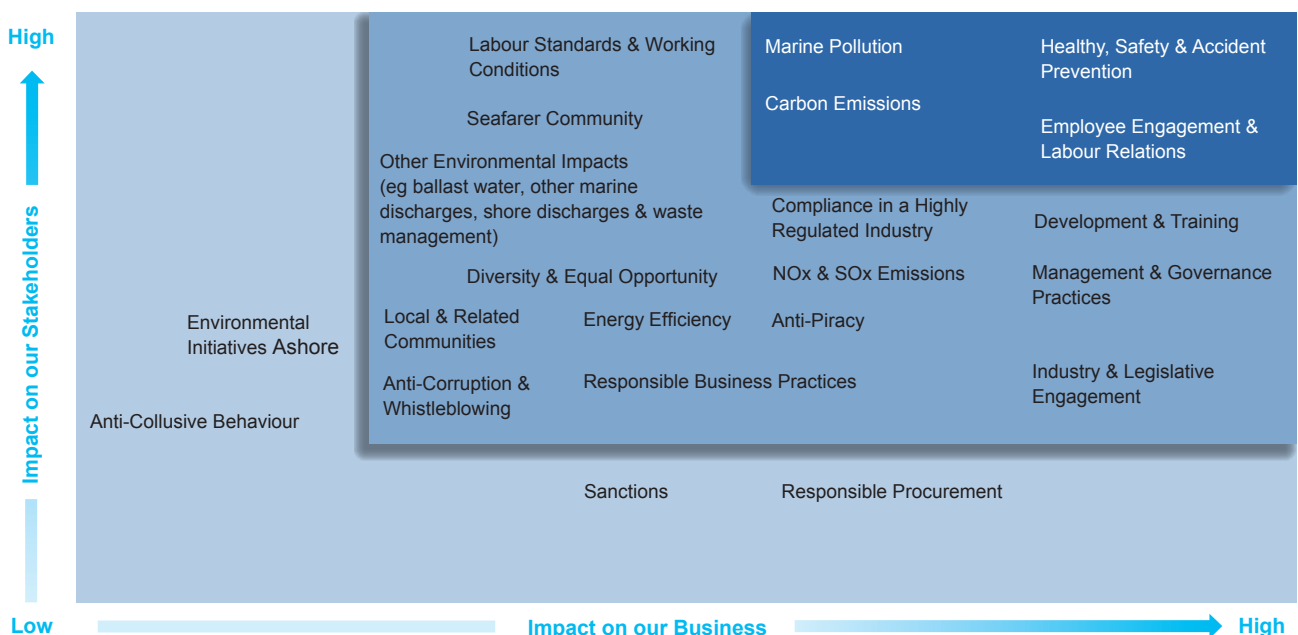 High
Impact on our Stakeholders
Low
Labour Standards & Working
Conditions
Seafarer Community
Other Environmental Impacts
(eg ballast water, other marine
discharges, shore discharges & waste
management)
Diversity & Equal Opportunity
Marine Pollution
Carbon Emissions
Healthy, Safety & Accident
Prevention
Employee Engagement &
Labour Relations
Compliance in a Highly
Regulated Industry
Development & Training
NOx & SOx Emissions
Management & Governance
Practices
Environmental
Initiatives Ashore
Local & Related
Communities
Energy Efficiency
Anti-Piracy
Anti-Corruption &
Whistleblowing
Responsible Business Practices
Industry & Legislative
Engagement
Anti-Collusive Behaviour
Sanctions
Responsible Procurement
Impact on our Business
High